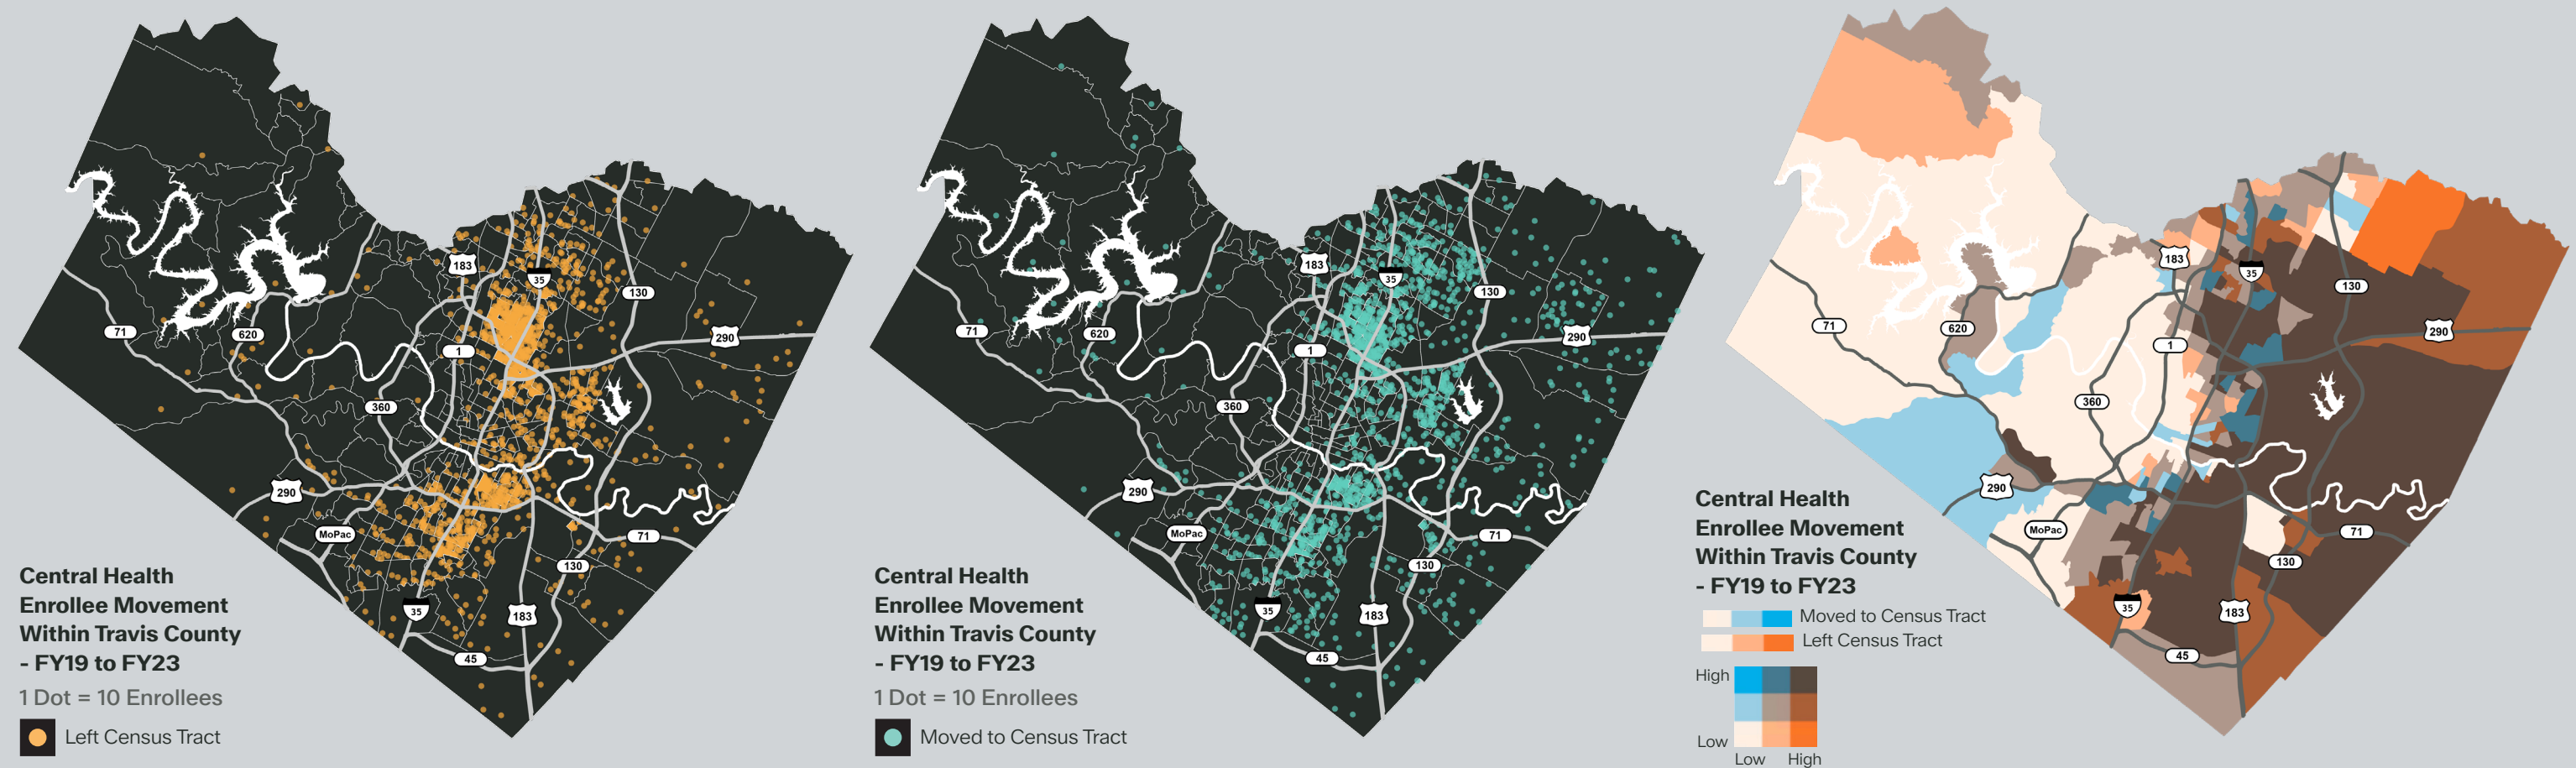 183
35
130
290
71
620
1
360
290
MoPac
71
130
35
183
45
Central Health
Enrollee Movement
Within Travis County
- FY19 to FY23
1 Dot = 10 Enrollees
Left Census Tract
183
35
130
290
71
620
1
360
290
MoPac
71
130
35
183
45
Central Health
Enrollee Movement
Within Travis County
- FY19 to FY23
1 Dot = 10 Enrollees
Moved to Census Tract
183
35
130
290
71
620
1
360
290
MoPac
71
130
35
183
45
Central Health
Enrollee Movement
Within Travis County
- FY19 to FY23
Moved to Census Tract
Left Census Tract
High
Low
Low High